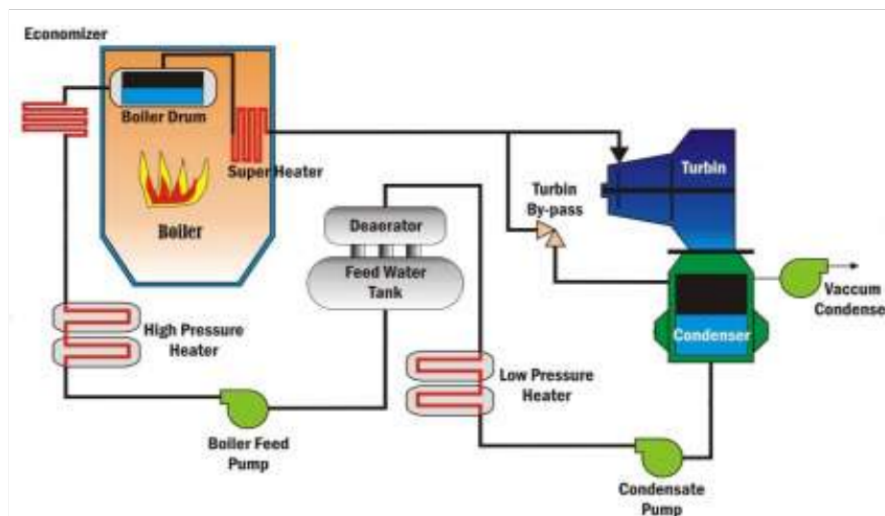 Economizer
Boiler Drum
Super Heater
Boiler
Turbin
Turbin
By-pass
Deaerator
Feed Water
Tank
Vaccum
Condense
Condenser
High Pressure
Heater
Low Pressure
Heater
Boiler Feed
Pump
Condensate
Pump